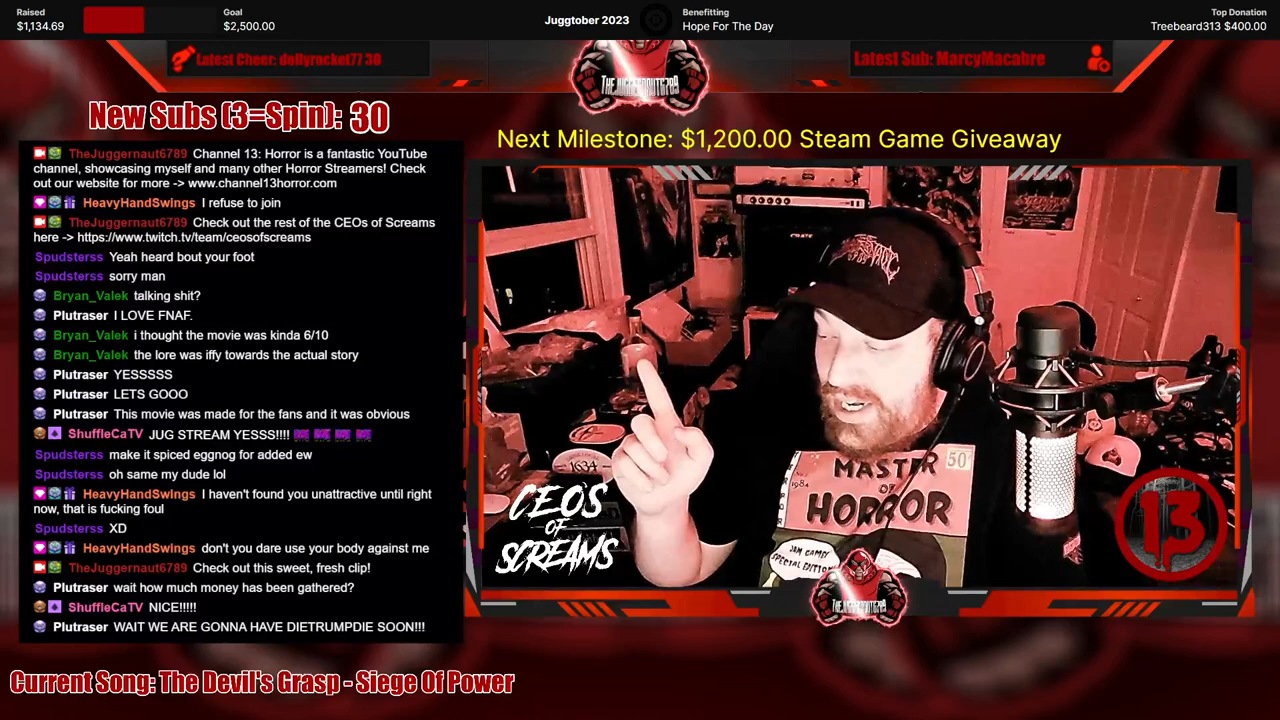 Raised
$1,134.69
Goal
$2,500.00
Juggtober 2023
Benefitting
Hope For The Day
Top Donation
Treebeard313 $400.00
Latest Cheer: dollyrocket77 30
THEJUGGERNAUT6789
Latest Sub: MarcyMacabre
New Subs (3=Spin): 30
Next Milestone: $1,200.00 Steam Game Giveaway
TheJuggernaut6789 Channel 13: Horror is a fantastic YouTube
channel, showcasing myself and many other Horror Streamers! Check
out our website for more -> www.channel13horror.com
HeavyHandSwings I refuse to join
TheJuggernaut6789 Check out the rest of the CEOs of Screams
here -> https://www.twitch.tv/team/ceosofscreams
Spudsterss Yeah heard bout your foot
Spudsterss sorry man
Bryan_Valek talking shit?
Plutraser I LOVE FNAF.
Bryan_Valek i thought the movie was kinda 6/10
Bryan_Valek the lore was iffy towards the actual story
Plutraser YESSSSS
Plutraser LETS GOOO
Plutraser This movie was made for the fans and it was obvious
ShuffleCaTV JUG STREAM YESSS!!!!
Spudsterss make it spiced eggnog for added ew
Spudsterss oh same my dude lol
HeavyHandSwings I haven't found you unattractive until right
now, that is fucking foul
Spudsterss XD
HeavyHandSwings don't you dare use your body against me
TheJuggernaut6789 Check out this sweet, fresh clip!
Plutraser wait how much money has been gathered?
ShuffleCaTV NICE!!!!!
Plutraser WAIT WE ARE GONNA HAVE DIETRUMPDIE SOON!!!
CRATE
1634
MASTER
OF
HORROR
50¢
1984
JAM GAMES
SPECIAL EDITION
CEOS
OF
SCREAMS
13
THEJUGGERNAUT6789
Current Song: The Devil's Grasp - Siege Of Power